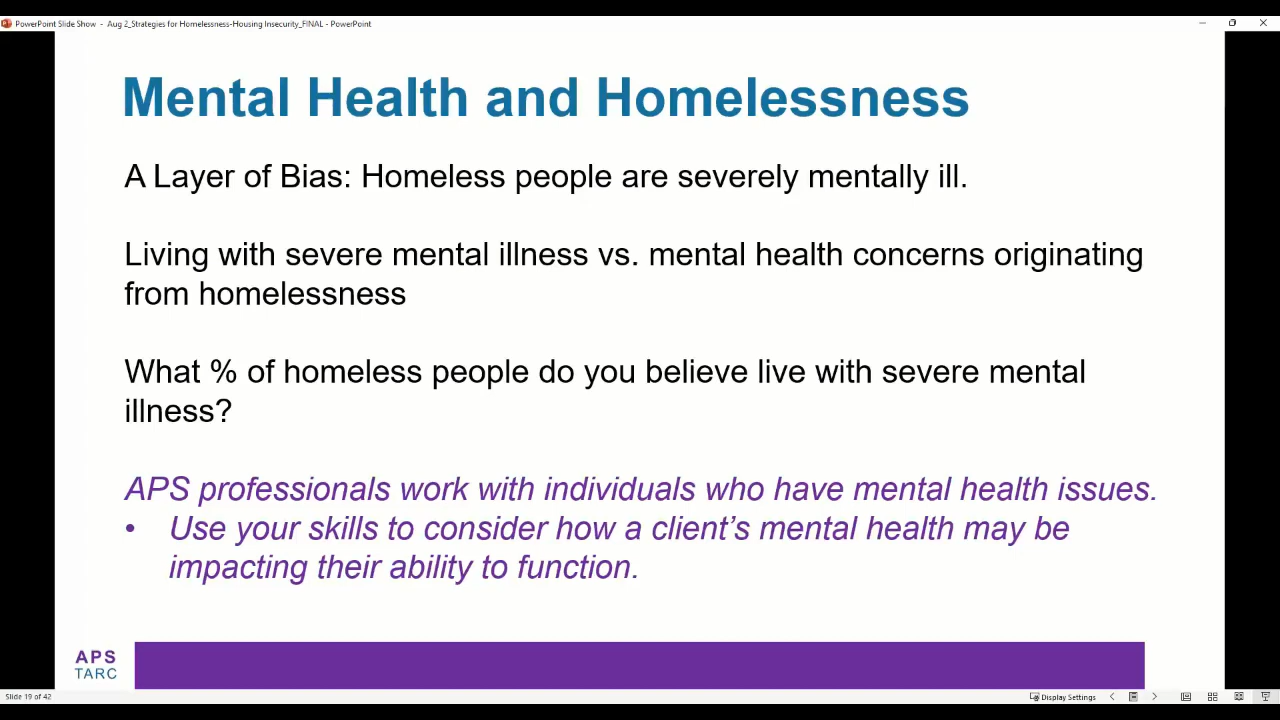 PowerPoint Slide Show - Aug 2_Strategies for Homelessness-Housing Insecurity_FINAL - PowerPoint
Mental Health and Homelessness
A Layer of Bias: Homeless people are severely mentally ill.
Living with severe mental illness vs. mental health concerns originating
from homelessness
What % of homeless people do you believe live with severe mental
illness?
APS professionals work with individuals who have mental health issues.
• Use your skills to consider how a client's mental health may be
impacting their ability to function.
APS
TARC
Slide 19 of 42
Display Settings